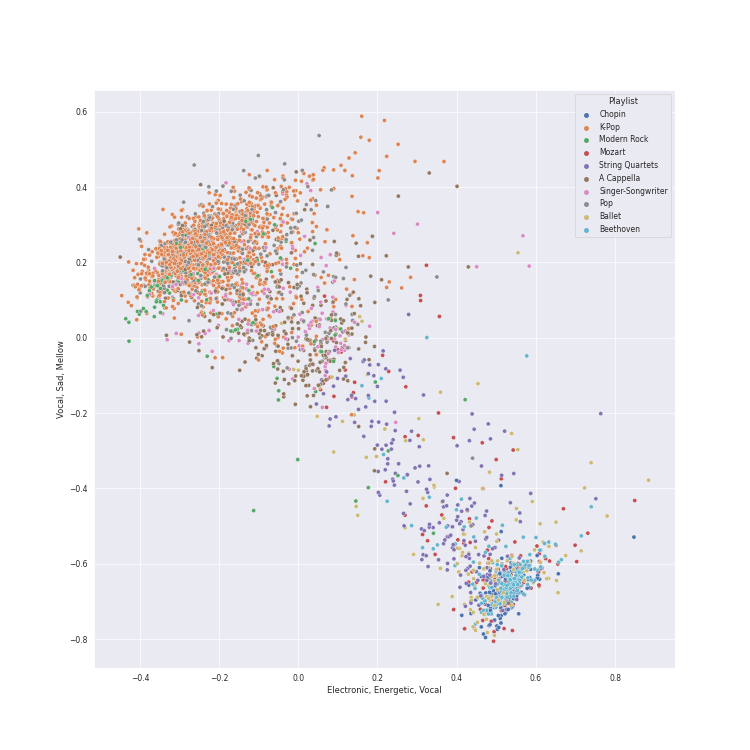 Playlist
Chopin
K-Pop
Modern Rock
Mozart
String Quartets
A Cappella
Singer-Songwriter
Pop
Ballet
Beethoven
0.6
0.4
0.2
0.0
−0.2
−0.4
−0.6
−0.8
Vocal, Sad, Mellow
−0.4 −0.2 0.0 0.2 0.4 0.6 0.8
Electronic, Energetic, Vocal